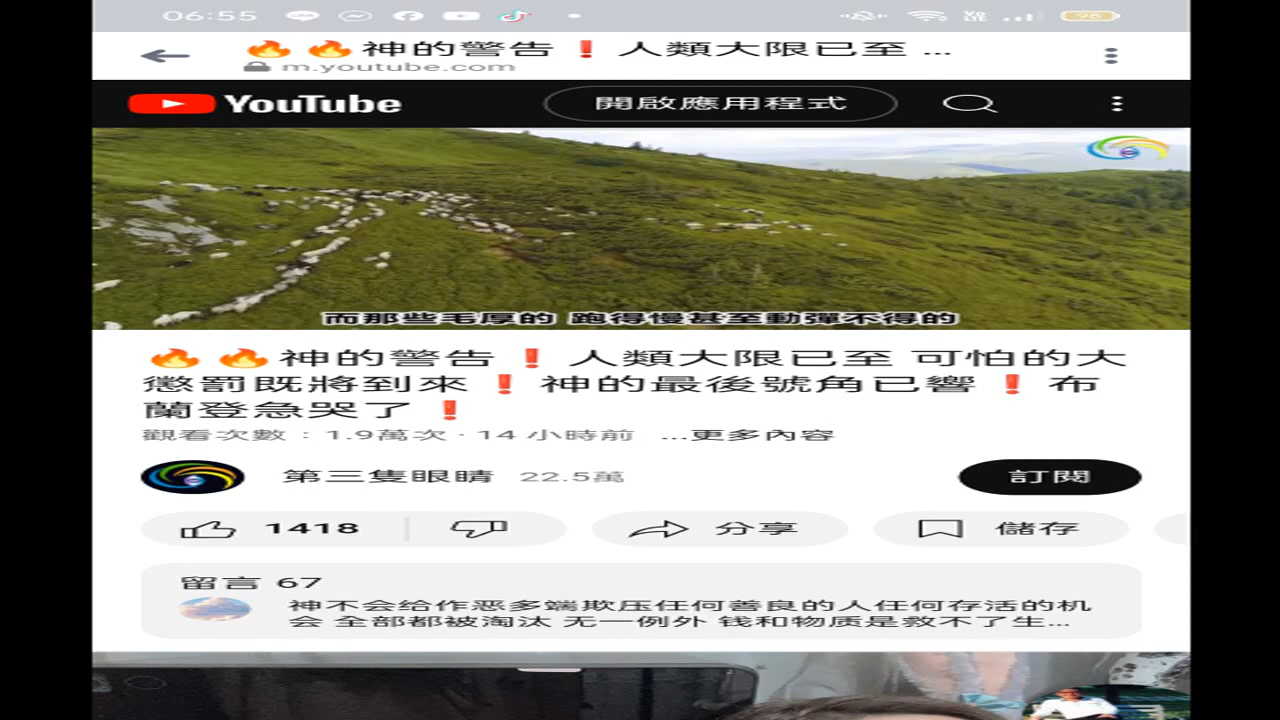 06:55
VO LTE
98
🔥🔥神的警告❗人類大限已至 ...
m.youtube.com
YouTube
開啟應用程式
而那些毛厚的 跑得慢甚至動彈不得的
🔥🔥神的警告❗人類大限已至 可怕的大
懲罰既將到來❗神的最後號角已響❗布
蘭登急哭了❗
觀看次數：1.9萬次 · 14 小時前 ...更多內容
第三隻眼睛 22.5萬
訂閱
1418
分享
儲存
留言 67
神不会给作恶多端欺压任何善良的人任何存活的机
会 全部都被淘汰 无一例外 钱和物质是救不了生...